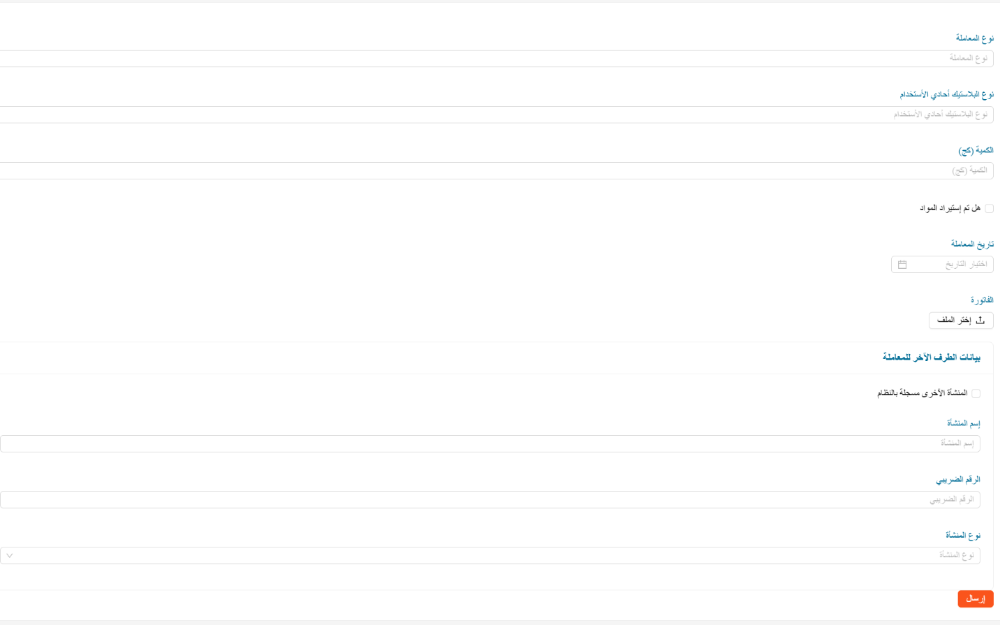 نوع المعاملة
نوع المعاملة
نوع البلاستيك أحادي الأستخدام
نوع البلاستيك أحادي الأستخدام
الكمية (كج)
الكمية (كج)
هل تم إستيراد المواد
تاريخ المعاملة
اختيار التاريخ
الفاتورة
إختر الملف
بيانات الطرف الآخر للمعاملة
المنشأة الآخرى مسجلة بالنظام
إسم المنشأة
إسم المنشأة
الرقم الضريبي
الرقم الضريبي
نوع المنشأة
نوع المنشأة
إرسال